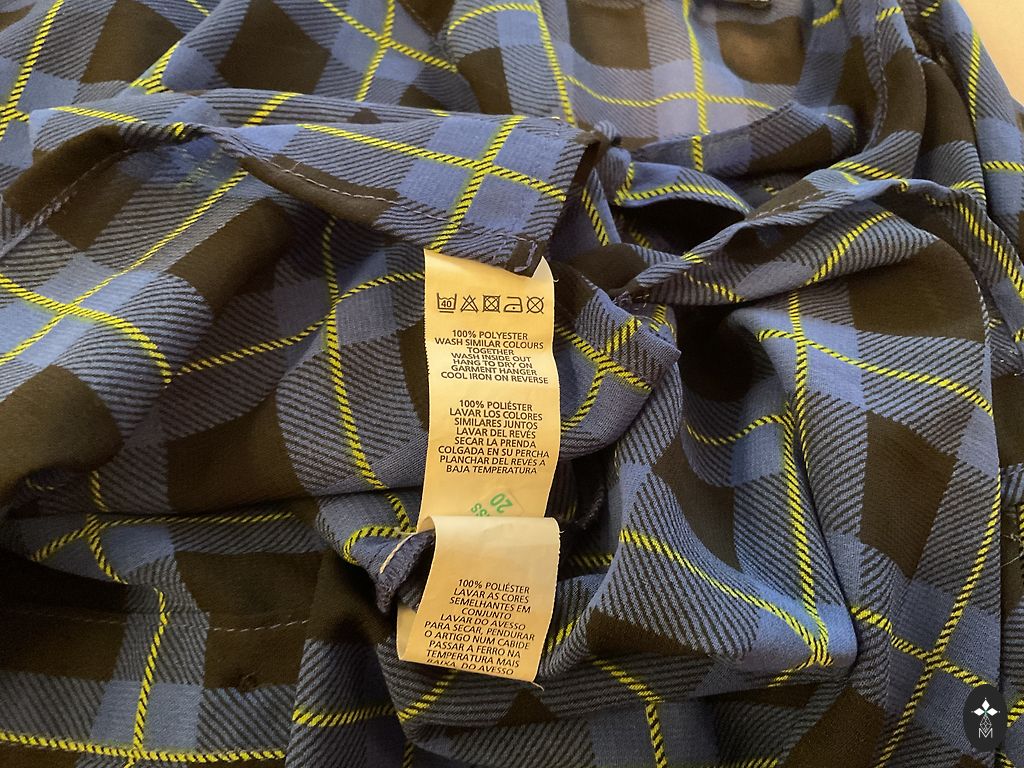 40
100% POLYESTER
WASH SIMILAR COLOURS
TOGETHER
WASH INSIDE OUT
HANG TO DRY ON
GARMENT HANGER
COOL IRON ON REVERSE
100% POLIÉSTER
LAVAR LOS COLORES
SIMILARES JUNTOS
LAVAR DEL REVÉS
SECAR LA PRENDA
COLGADA EN SU PERCHA
PLANCHAR DEL REVÉS A
BAJA TEMPERATURA
20
SS
100% POLIÉSTER
LAVAR AS CORES
SEMELHANTES EM
CONJUNTO
LAVAR DO AVESSO
PARA SECAR, PENDURAR
O ARTIGO NUM CABIDE
PASSAR A FERRO NA
TEMPERATURA MAIS
BAIXA, DO AVESSO